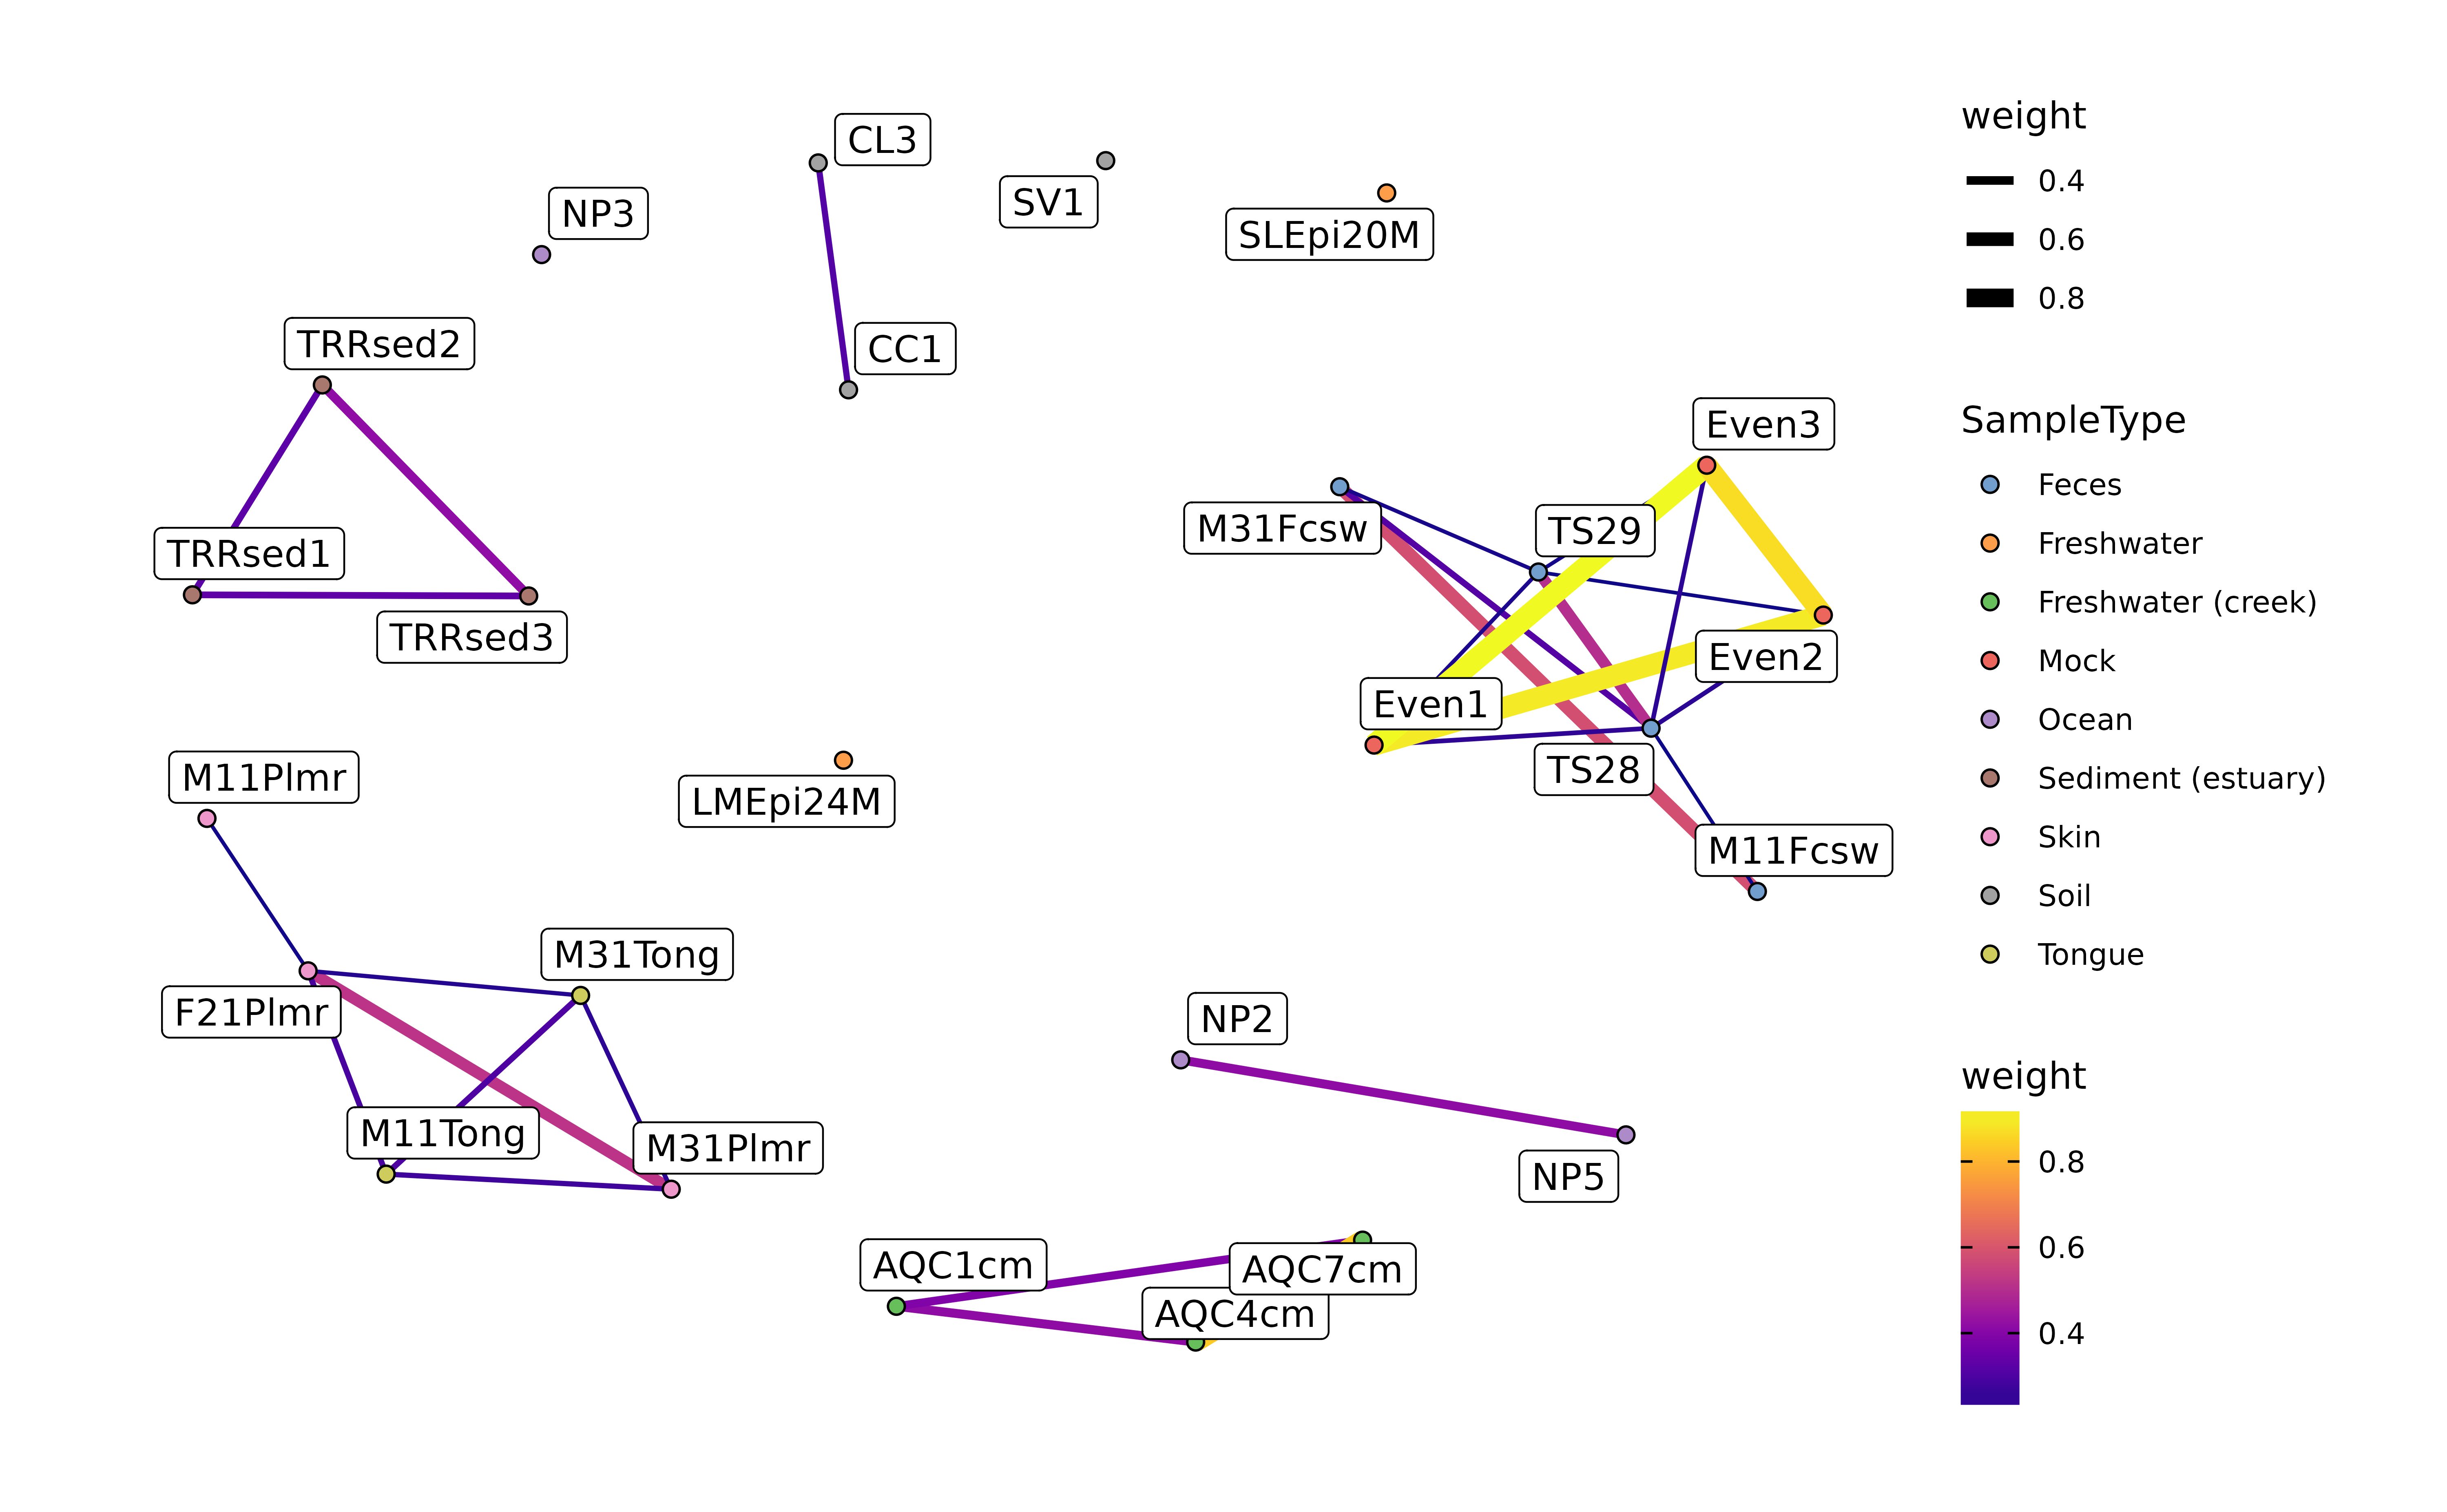 CL3
SV1
NP3
SLEpi20M
TRRsed2
CC1
TRRsed1
TRRsed3
Even3
M31Fcsw
TS29
Even2
Even1
TS28
M11Fcsw
M11Plmr
LMEpi24M
M31Tong
F21Plmr
M11Tong
M31Plmr
NP2
NP5
AQC1cm
AQC7cm
AQC4cm
weight
0.4
0.6
0.8
SampleType
Feces
Freshwater
Freshwater (creek)
Mock
Ocean
Sediment (estuary)
Skin
Soil
Tongue
weight
0.8
0.6
0.4